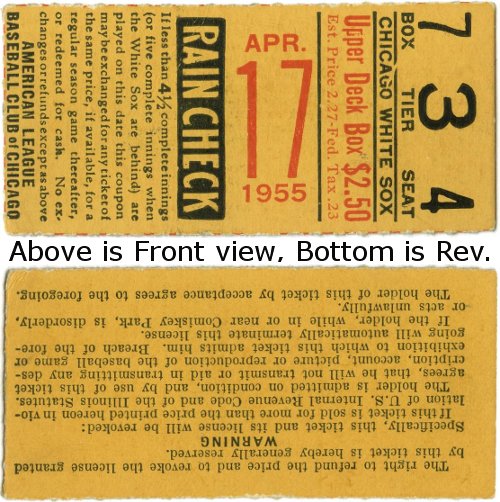 RAIN CHECK
If less than 4½ complete innings
(or five complete innings when
the White Sox are behind) are
played on this date this coupon
may be exchanged for any ticket of
the same price, if available, for a
regular season game thereafter,
or redeemed for cash. No ex-
changes or refunds except as above
AMERICAN LEAGUE
BASEBALL CLUB of CHICAGO
APR.
17
1955
7 3 4
BOX TIER SEAT
CHICAGO WHITE SOX
Upper Deck Box $2.50
Est. Price 2.27-Fed. Tax .23
Above is Front view, Bottom is Rev.
The right to refund the price and to revoke the license granted
by this ticket is hereby generally reserved.
WARNING
Specifically, this ticket and its license will be revoked:
If this ticket is sold for more than the price printed hereon in vio-
lation of U.S. Internal Revenue Code and of the Illinois Statutes.
The holder is admitted on condition, and by use of this ticket
agrees, that he will not transmit or aid in transmitting any des-
cription, account, picture or reproduction of the baseball game or
exhibition to which this ticket admits him. Breach of the fore-
going will automatically terminate this license.
If the holder, while in or near Comiskey Park, is disorderly,
or acts unlawfully.
The holder of this ticket by acceptance agrees to the foregoing.